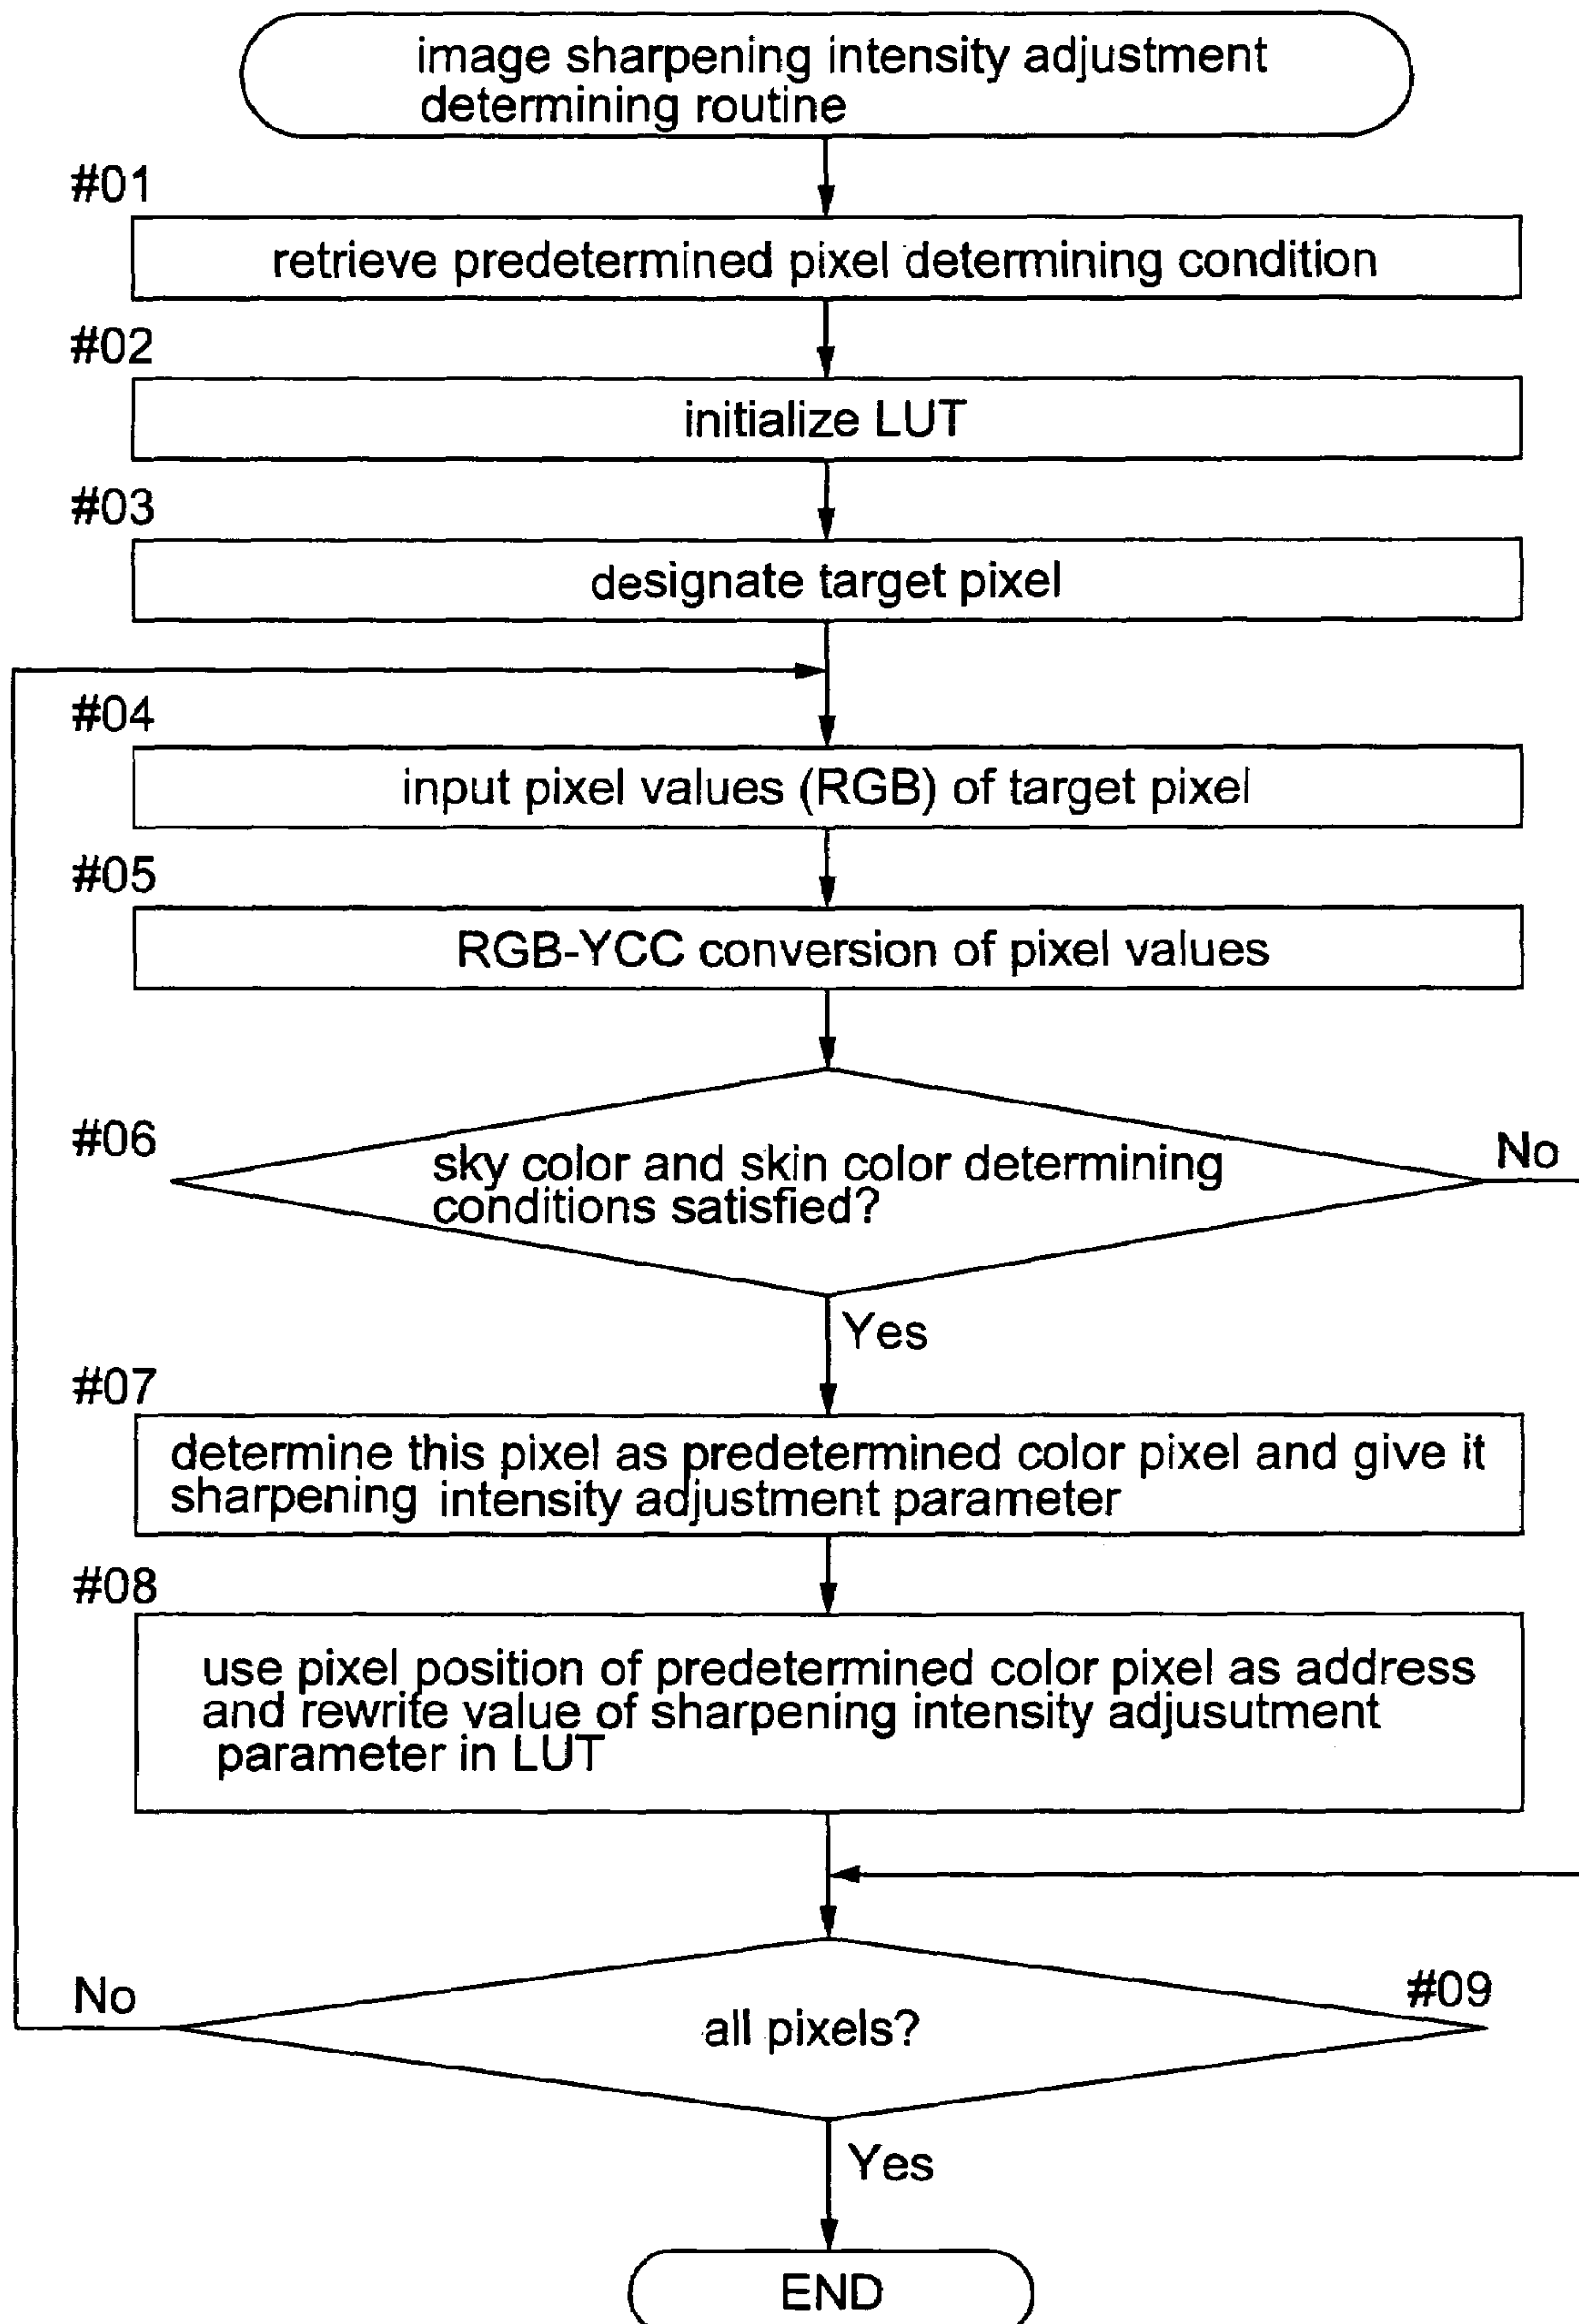 image sharpening intensity adjustment
determining routine
#01
retrieve predetermined pixel determining condition
#02
initialize LUT
#03
designate target pixel
#04
input pixel values (RGB) of target pixel
#05
RGB-YCC conversion of pixel values
#06
sky color and skin color determining
conditions satisfied?
No
Yes
#07
determine this pixel as predetermined color pixel and give it
sharpening intensity adjustment parameter
#08
use pixel position of predetermined color pixel as address
and rewrite value of sharpening intensity adjusutment
parameter in LUT
No
#09
all pixels?
Yes
END